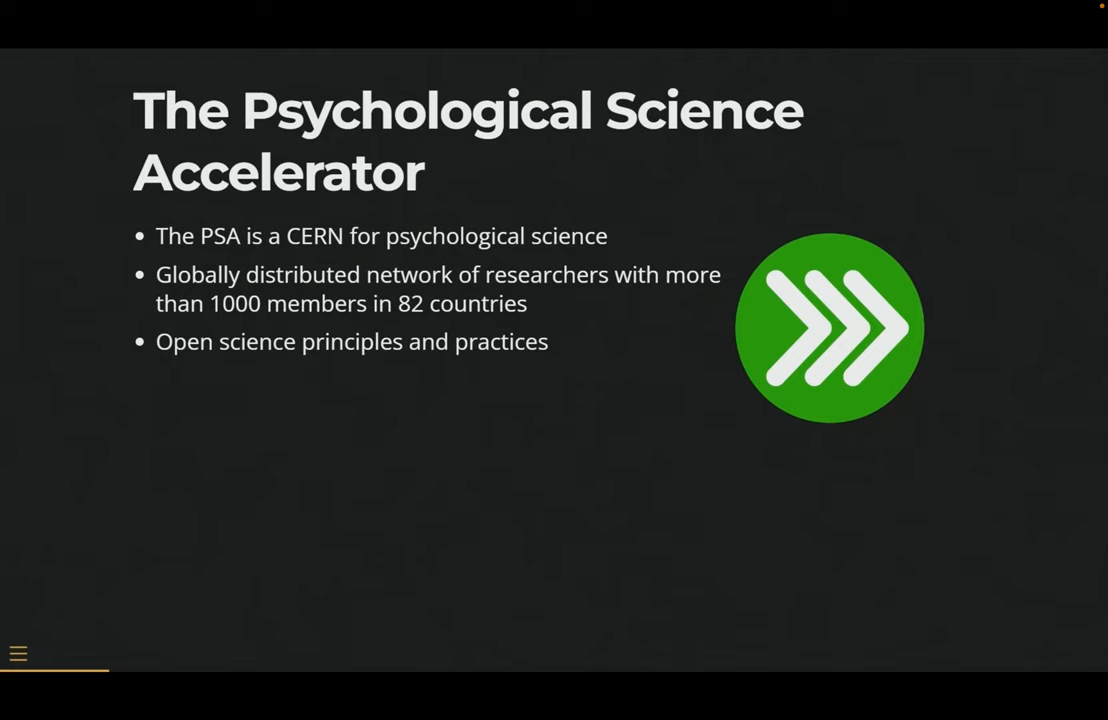 The Psychological Science
Accelerator
• The PSA is a CERN for psychological science
• Globally distributed network of researchers with more
than 1000 members in 82 countries
• Open science principles and practices